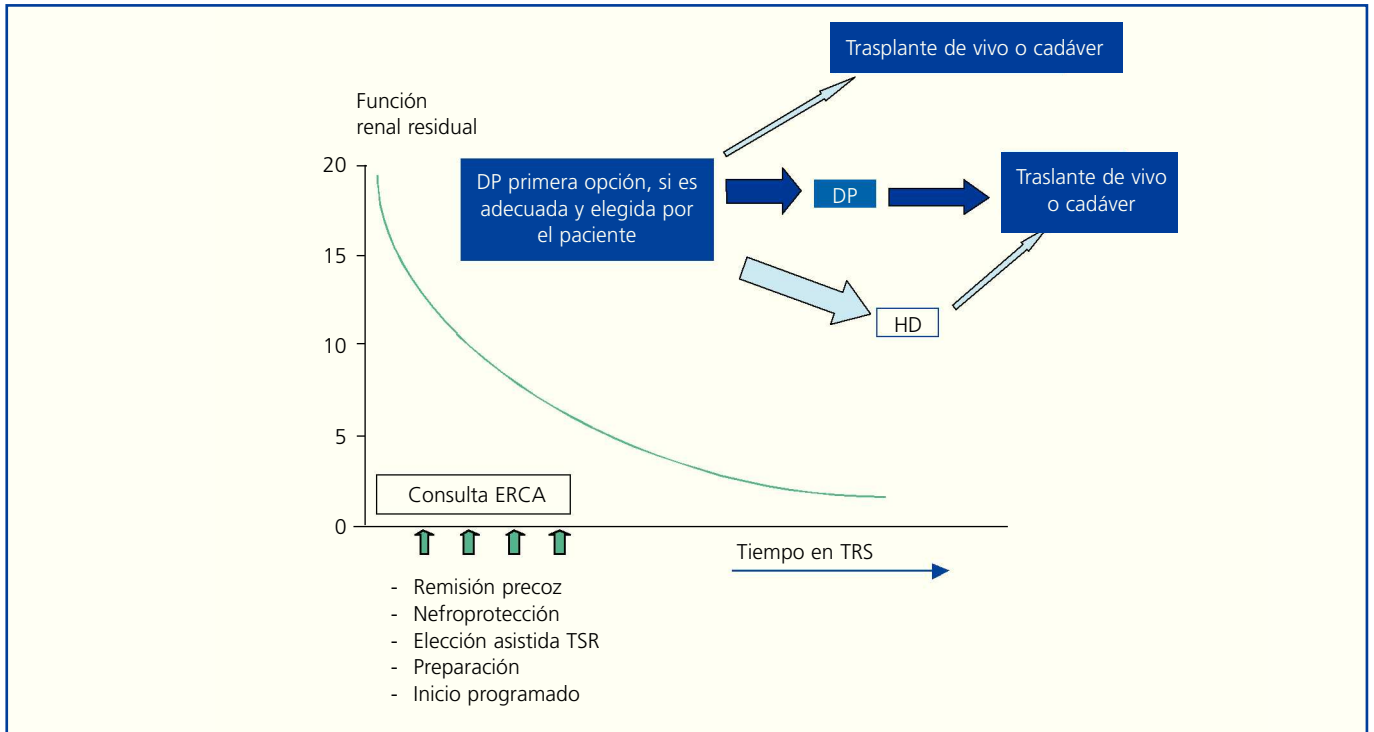 Trasplante de vivo o cadáver
Función
renal residual
20
15
10
5
0
DP primera opción, si es
adecuada y elegida por
el paciente
DP
Traslante de vivo
o cadáver
HD
Consulta ERCA
Tiempo en TRS
- Remisión precoz
- Nefroprotección
- Elección asistida TSR
- Preparación
- Inicio programado